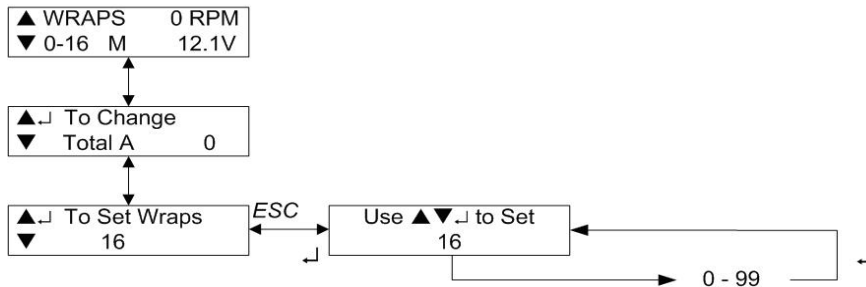 ▲ WRAPS 0 RPM
▼ 0-16 M 12.1V
▲↵ To Change
▼ Total A 0
▲↵ To Set Wraps
▼ 16
ESC
↵
Use ▲▼↵ to Set
16
0 - 99
↵